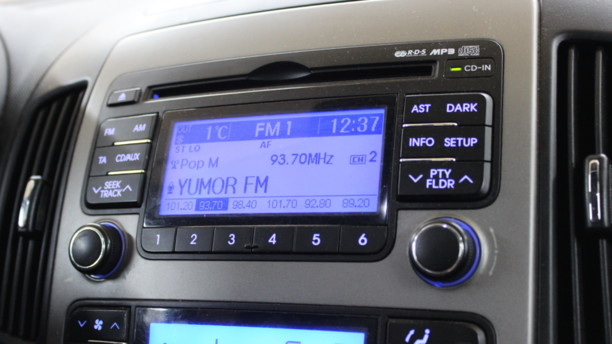 R·D·S MP3
CD-IN
FM AM
TA CD/AUX
SEEK
TRACK
1°C FM 1 12:37
ST LO AF
Pop M 93.70MHz CH 2
YUMOR FM
101.20 93.70 98.40 101.70 92.80 89.20
AST DARK
INFO SETUP
PTY
FLDR
1 2 3 4 5 6